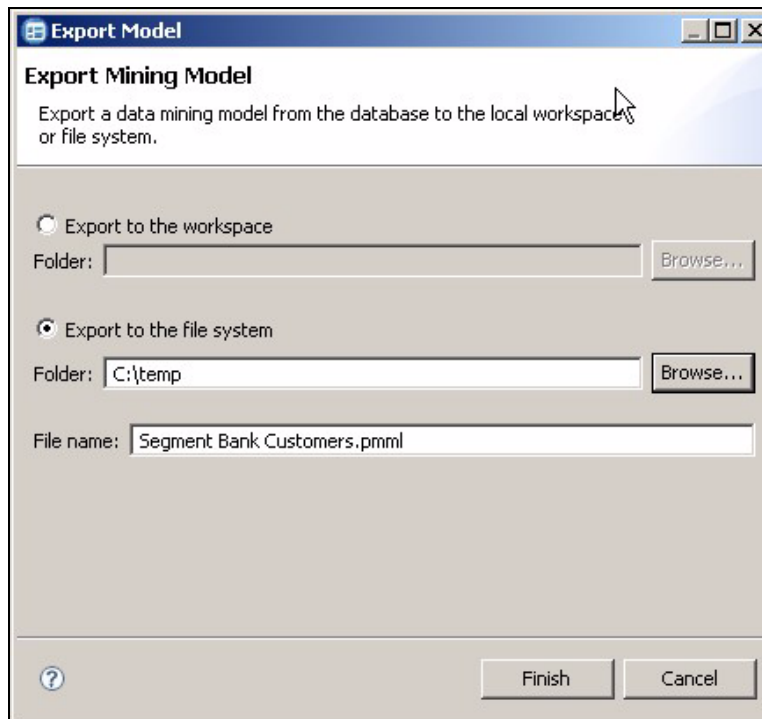 Export Model
Export Mining Model
Export a data mining model from the database to the local workspace
or file system.
Export to the workspace
Folder:
Browse...
Export to the file system
Folder: C:\temp
Browse...
File name: Segment Bank Customers.pmml
?
Finish
Cancel